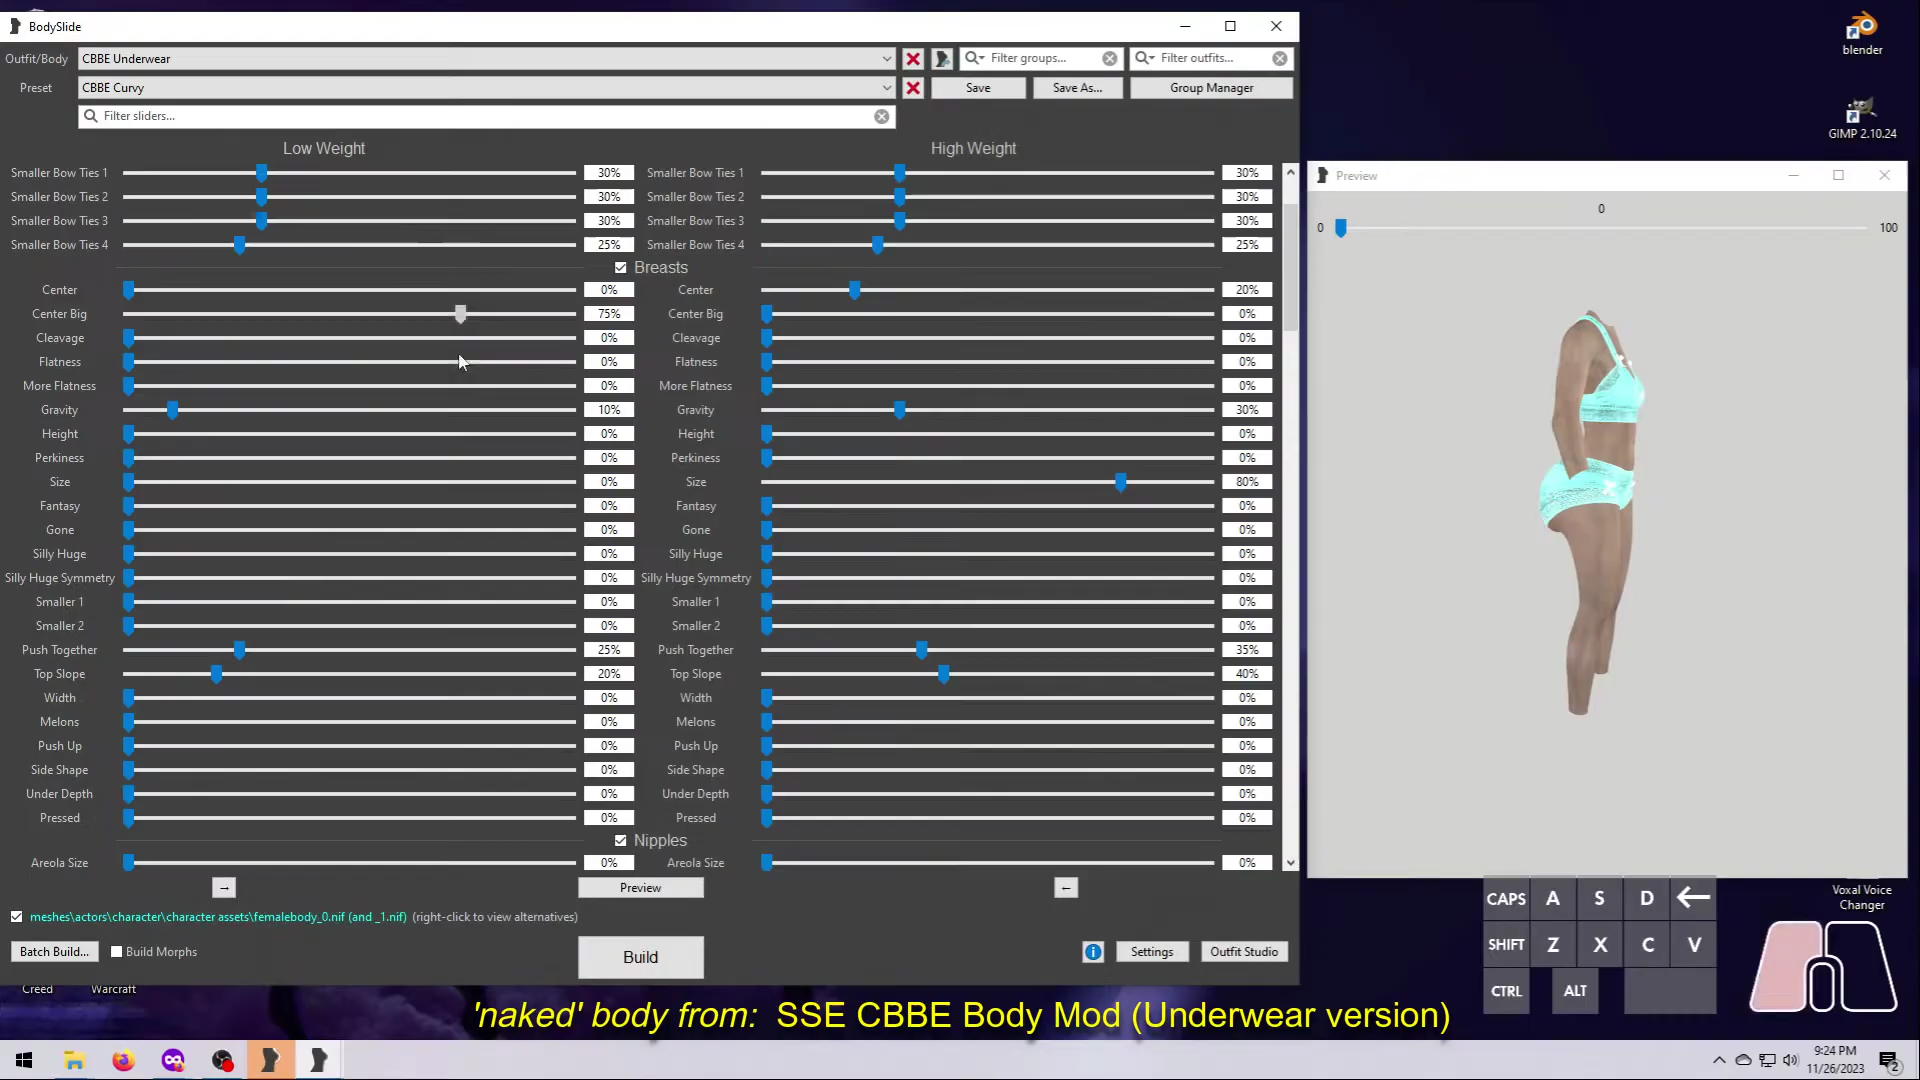 BodySlide
blender
Outfit/Body CBBE Underwear Filter groups... Filter outfits...
Preset CBBE Curvy Save Save As... Group Manager
Filter sliders...
GIMP 2.10.24
Low Weight High Weight
Smaller Bow Ties 1 30% Smaller Bow Ties 1 30%
Smaller Bow Ties 2 30% Smaller Bow Ties 2 30%
Smaller Bow Ties 3 30% Smaller Bow Ties 3 30%
Smaller Bow Ties 4 25% Smaller Bow Ties 4 25%
Breasts
Center 0% Center 20%
Center Big 75% Center Big 0%
Cleavage 0% Cleavage 0%
Flatness 0% Flatness 0%
More Flatness 0% More Flatness 0%
Gravity 10% Gravity 30%
Height 0% Height 0%
Perkiness 0% Perkiness 0%
Size 0% Size 80%
Fantasy 0% Fantasy 0%
Gone 0% Gone 0%
Silly Huge 0% Silly Huge 0%
Silly Huge Symmetry 0% Silly Huge Symmetry 0%
Smaller 1 0% Smaller 1 0%
Smaller 2 0% Smaller 2 0%
Push Together 25% Push Together 35%
Top Slope 20% Top Slope 40%
Width 0% Width 0%
Melons 0% Melons 0%
Push Up 0% Push Up 0%
Side Shape 0% Side Shape 0%
Under Depth 0% Under Depth 0%
Pressed 0% Pressed 0%
Nipples
Areola Size 0% Areola Size 0%
→ Preview ←
meshes\actors\character\character assets\femalebody_0.nif (and _1.nif) (right-click to view alternatives)
Batch Build... Build Morphs Build Settings Outfit Studio
Preview
0
0 100
Voxal Voice
Changer
CAPS A S D ←
SHIFT Z X C V
CTRL ALT
Creed Warcraft
'naked' body from: SSE CBBE Body Mod (Underwear version)
9:24 PM
11/26/2023
2